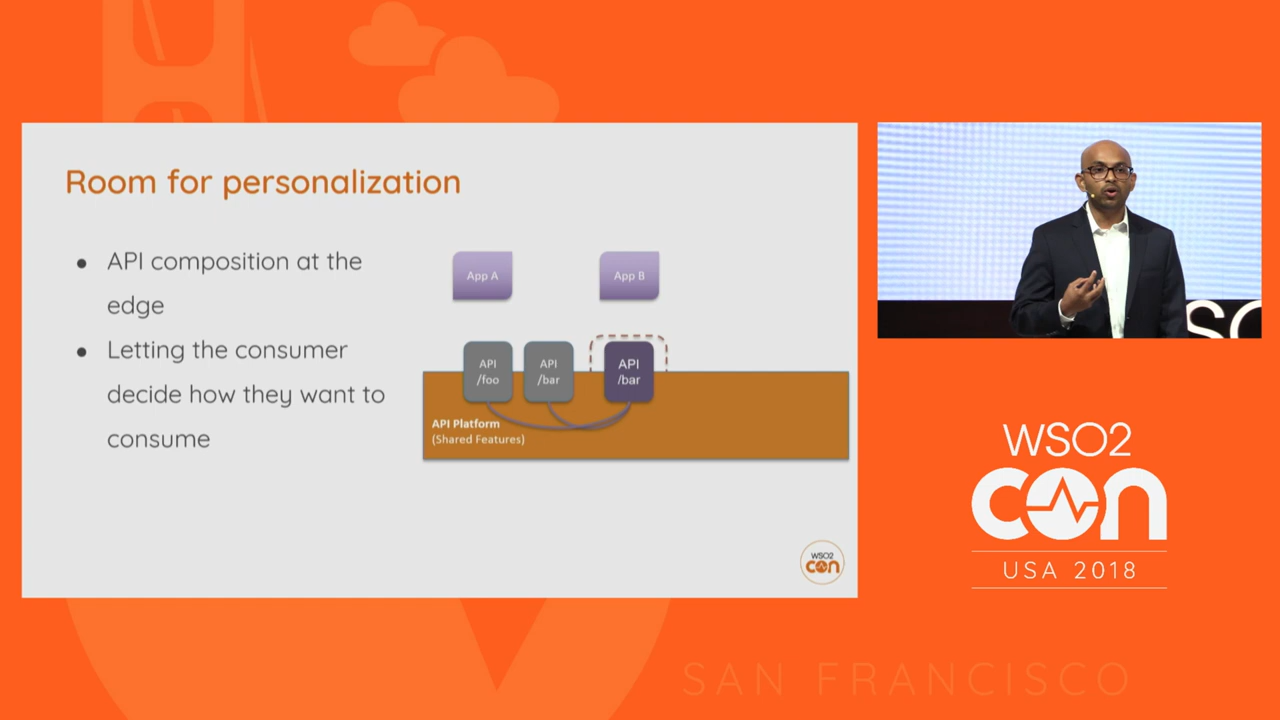 Room for personalization
API composition at the
edge
Letting the consumer
decide how they want to
consume
App A
App B
API
/foo
API
/bar
API
/bar
API Platform
(Shared Features)
WSO2
con
WSO2
con
USA 2018
SAN FRANCISCO